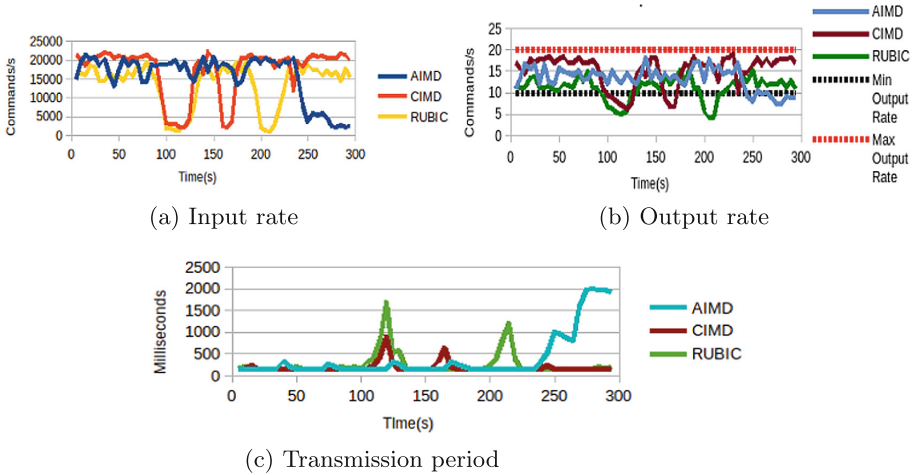 25000
20000
15000
10000
5000
0
Commands/s
0 50 100 150 200 250 300
Time(s)
AIMD
CIMD
RUBIC
(a) Input rate
25
20
15
10
5
0
Commands/s
0 50 100 150 200 250 300
Time(s)
AIMD
CIMD
RUBIC
Min
Output
Rate
Max
Output
Rate
(b) Output rate
2500
2000
1500
1000
500
0
Milliseconds
0 50 100 150 200 250 300
TIme(s)
AIMD
CIMD
RUBIC
(c) Transmission period